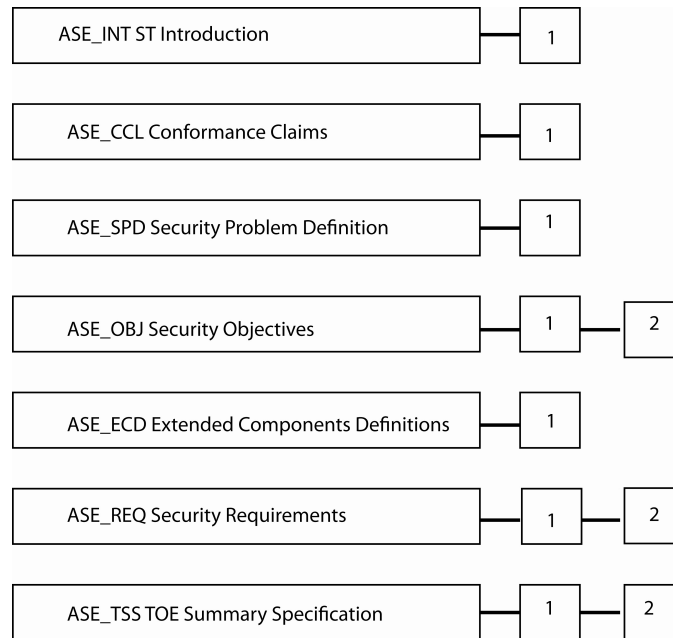 ASE_INT ST Introduction 1
ASE_CCL Conformance Claims 1
ASE_SPD Security Problem Definition 1
ASE_OBJ Security Objectives 1 2
ASE_ECD Extended Components Definitions 1
ASE_REQ Security Requirements 1 2
ASE_TSS TOE Summary Specification 1 2